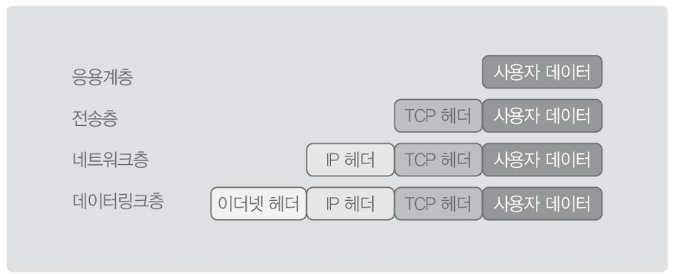 응용계층 사용자 데이터
전송층 TCP 헤더 사용자 데이터
네트워크층 IP 헤더 TCP 헤더 사용자 데이터
데이터링크층 이더넷 헤더 IP 헤더 TCP 헤더 사용자 데이터